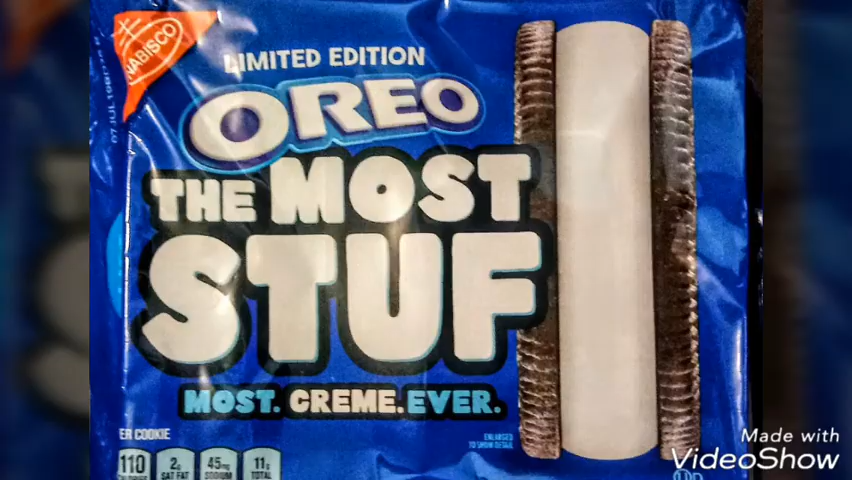 NABISCO
LIMITED EDITION
OREO
THE MOST
STUF
MOST. CREME. EVER.
ER COOKIE
ENLARGED
TO SHOW DETAIL
110 2g 45mg 11g
SAT FAT SODIUM TOTAL
Made with
VideoShow